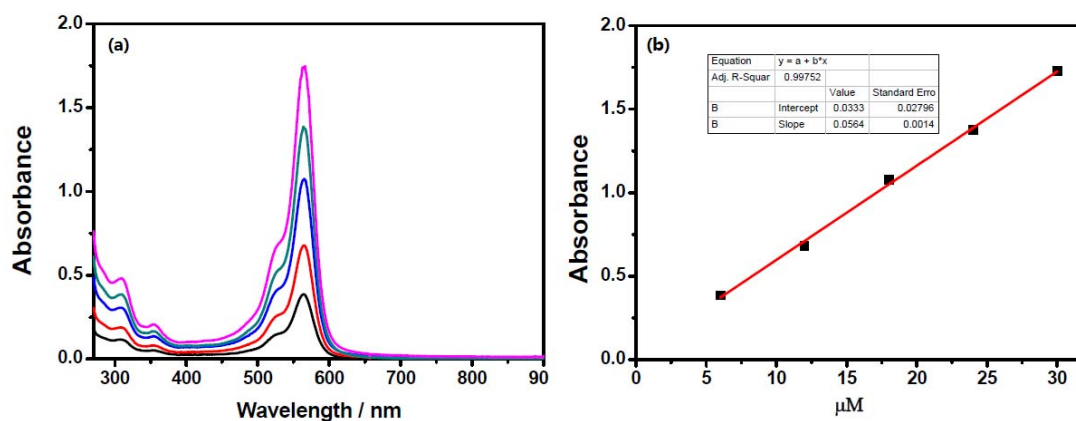 (a)
Absorbance
2.0
1.5
1.0
0.5
0.0
300 400 500 600 700 800 90
Wavelength / nm
(b)
Absorbance
2.0
1.5
1.0
0.5
0.0
Equation y = a + b*x
Adj. R-Squar 0.99752
Value Standard Erro
B Intercept 0.0333 0.02796
B Slope 0.0564 0.0014
0 5 10 15 20 25 30
μM